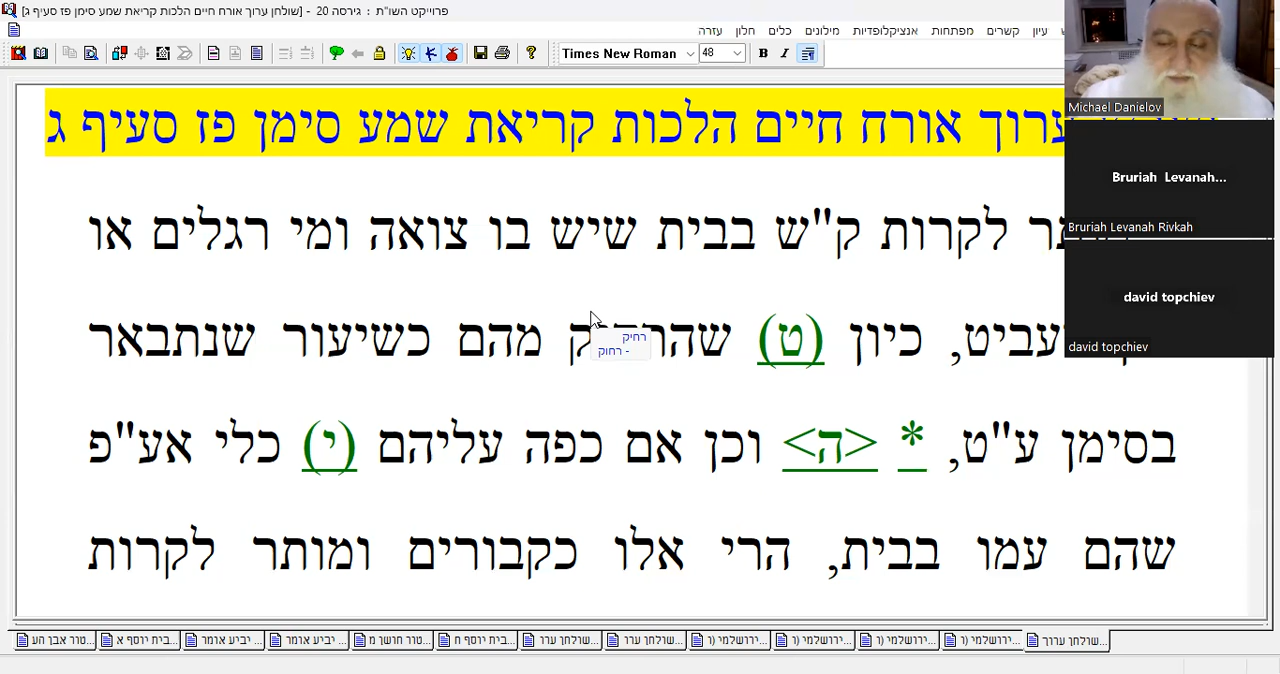 פרוייקט השו"ת : גירסה 20 - [שולחן ערוך אורח חיים הלכות קריאת שמע סימן פז סעיף ג]
עיון קשרים מפתחות אנציקלופדיות מילונים כלים חלון עזרה
Times New Roman 48 B I
ערוך אורח חיים הלכות קריאת שמע סימן פז סעיף ג
לקרות ק"ש בבית שיש בו צואה ומי רגלים או
כיון (ט) מהם כשיעור שנתבאר
רחיק
- רחוק
בסימן ע"ט, * <ה> וכן אם כפה עליהם (י) כלי אע"פ
שהם עמו בבית, הרי אלו כקבורים ומותר לקרות
Michael Danielov
Bruriah Levanah...
Bruriah Levanah Rivkah
david topchiev
david topchiev
...שולחן ערוך ...ירושלמי (ו ...ירושלמי (ו ...ירושלמי (ו ...ירושלמי (ו ...שולחן ערו ...שולחן ערו ...בית יוסף ח ...טור חושן מ ...יביע אומר ...יביע אומר ...בית יוסף א ...טור אבן הע